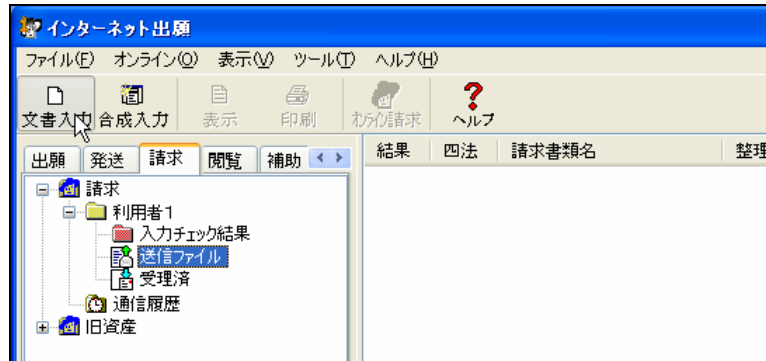 インターネット出願
ファイル(F) オンライン(O) 表示(V) ツール(T) ヘルプ(H)
文書入力 合成入力 表示 印刷 オンライン請求 ヘルプ
出願 発送 請求 閲覧 補助
結果 四法 請求書類名 整理
請求
利用者1
入力チェック結果
送信ファイル
受理済
通信履歴
旧資産